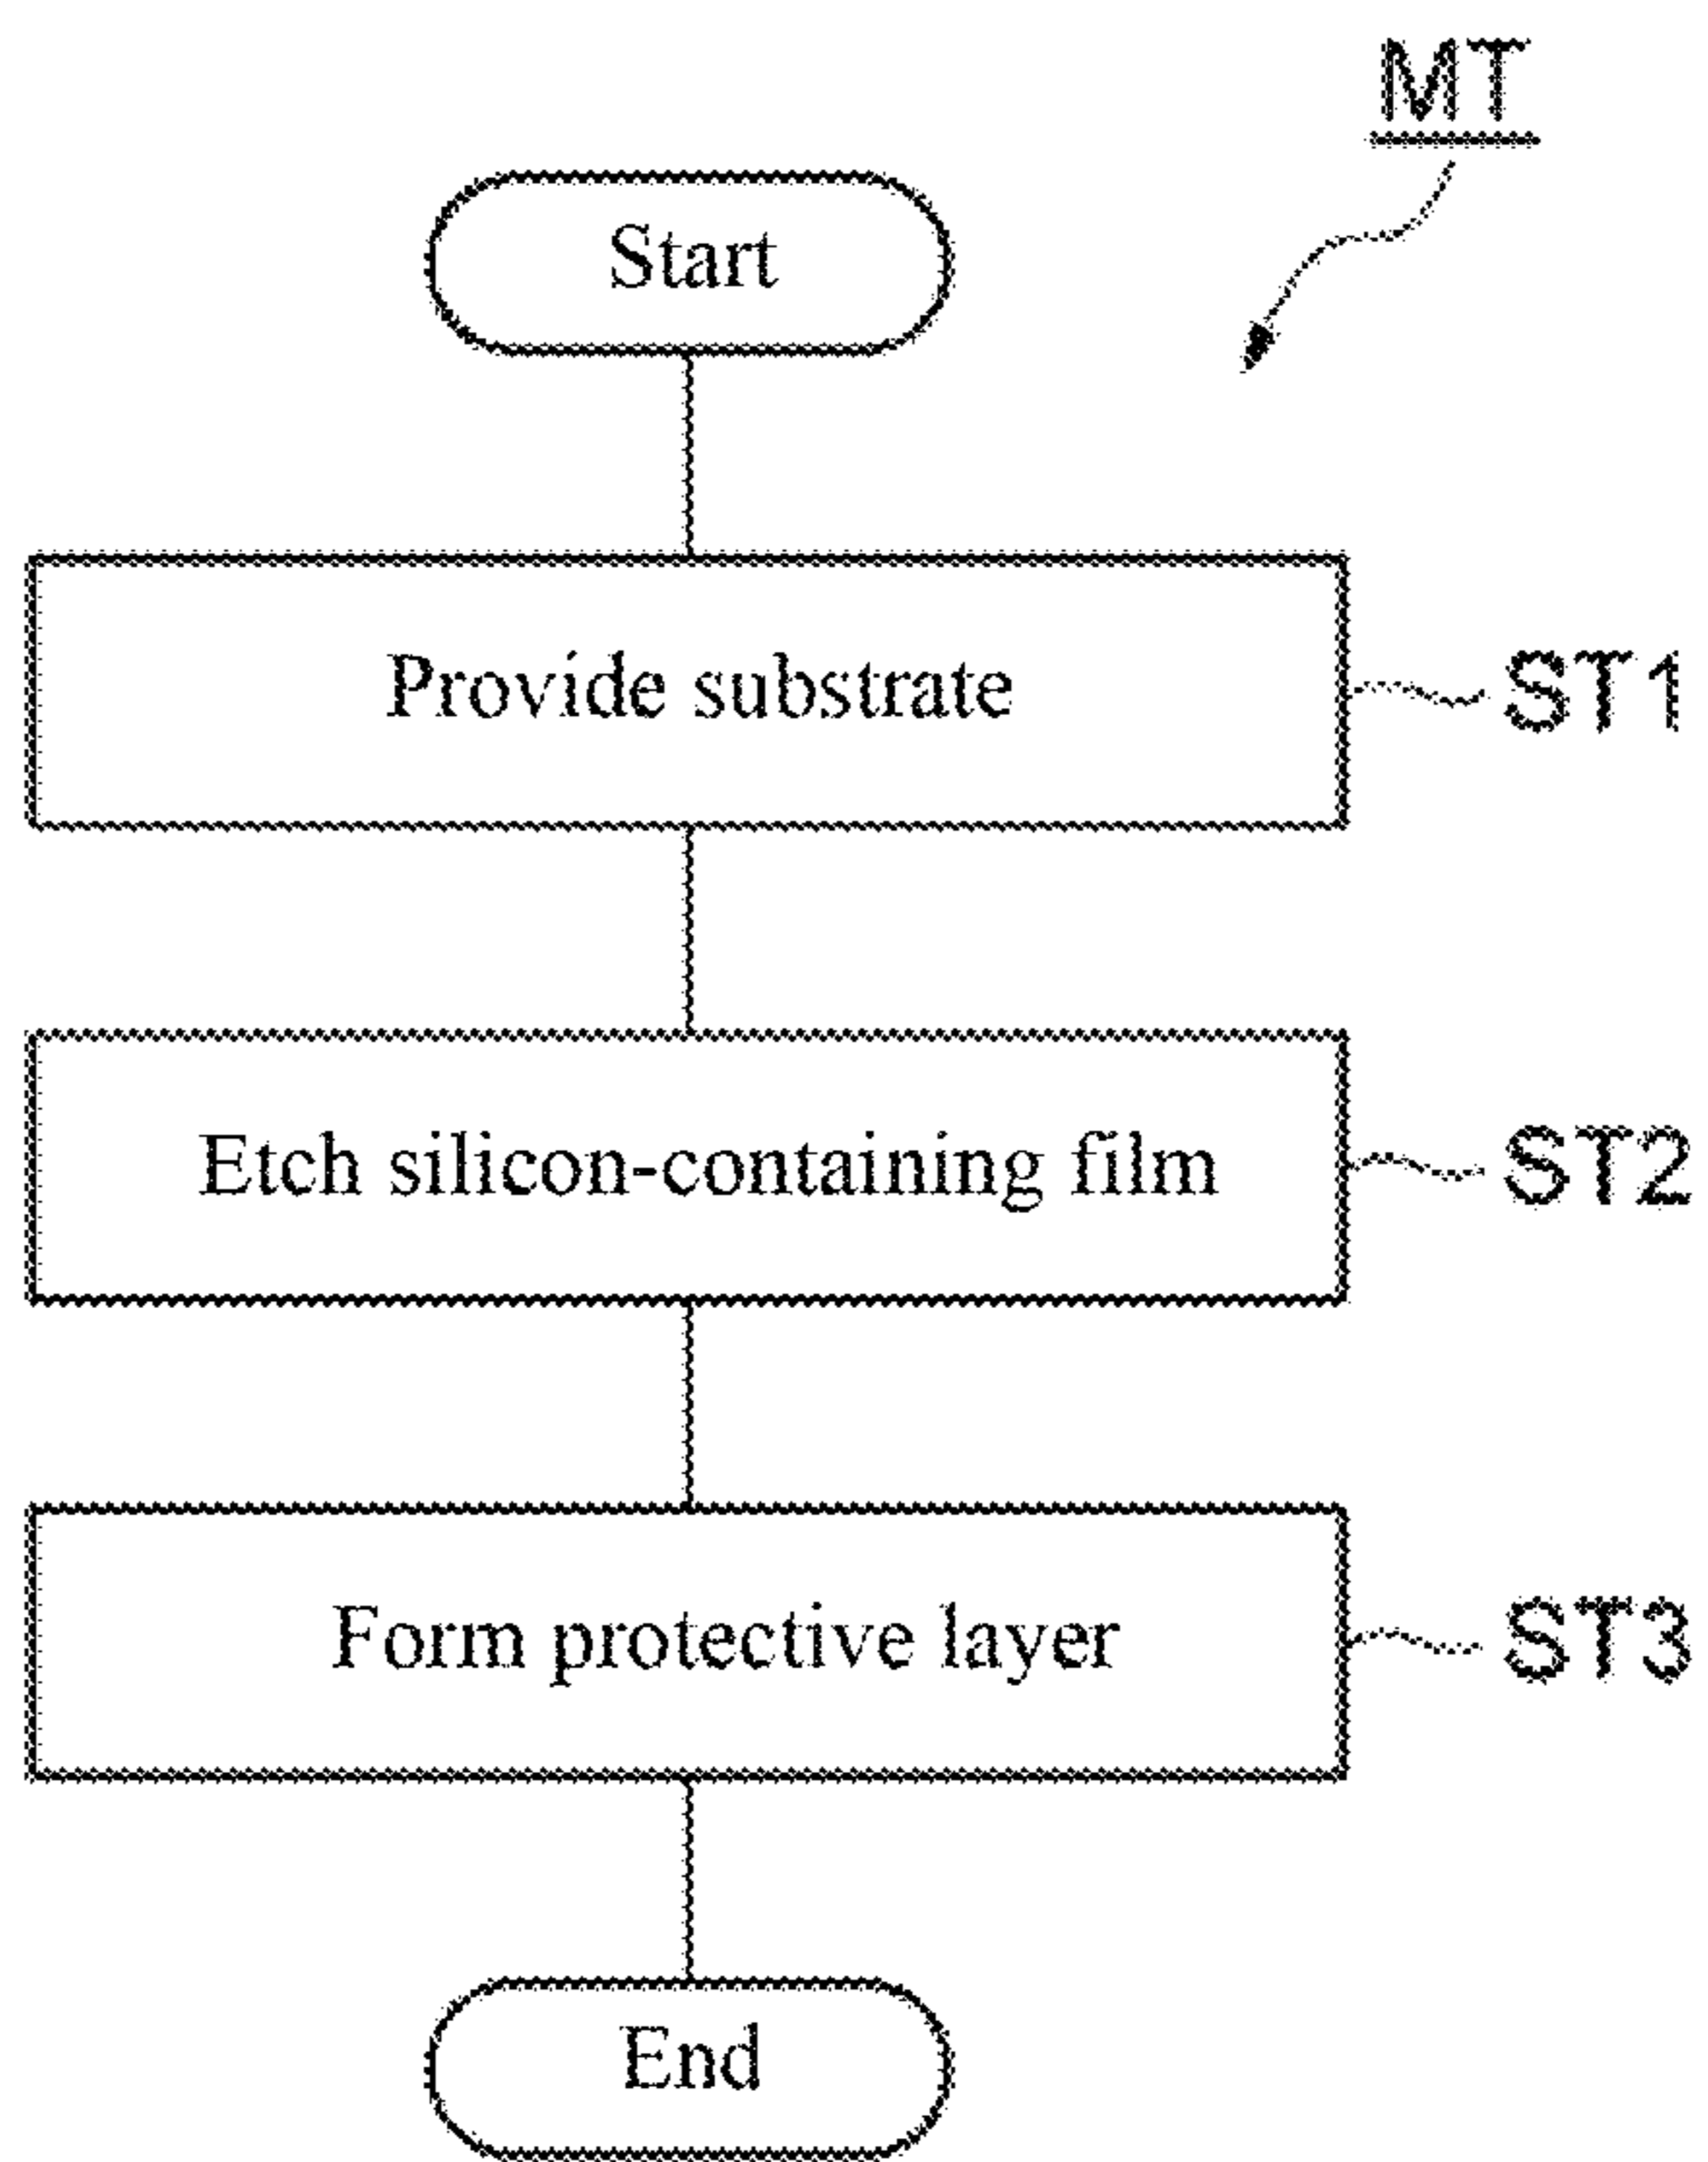 MT
Start
Provide substrate
ST1
Etch silicon-containing film
ST2
Form protective layer
ST3
End